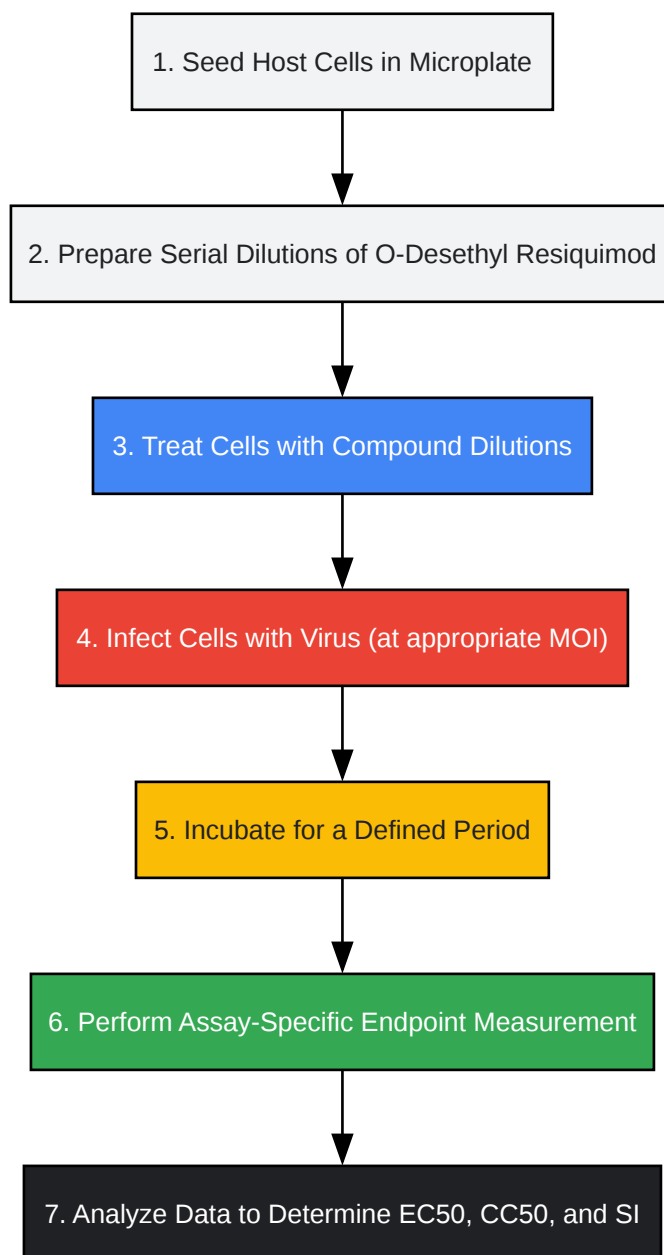 1. Seed Host Cells in Microplate
2. Prepare Serial Dilutions of O-Desethyl Resiquimod
3. Treat Cells with Compound Dilutions
4. Infect Cells with Virus (at appropriate MOI)
5. Incubate for a Defined Period
6. Perform Assay-Specific Endpoint Measurement
7. Analyze Data to Determine EC50, CC50, and SI